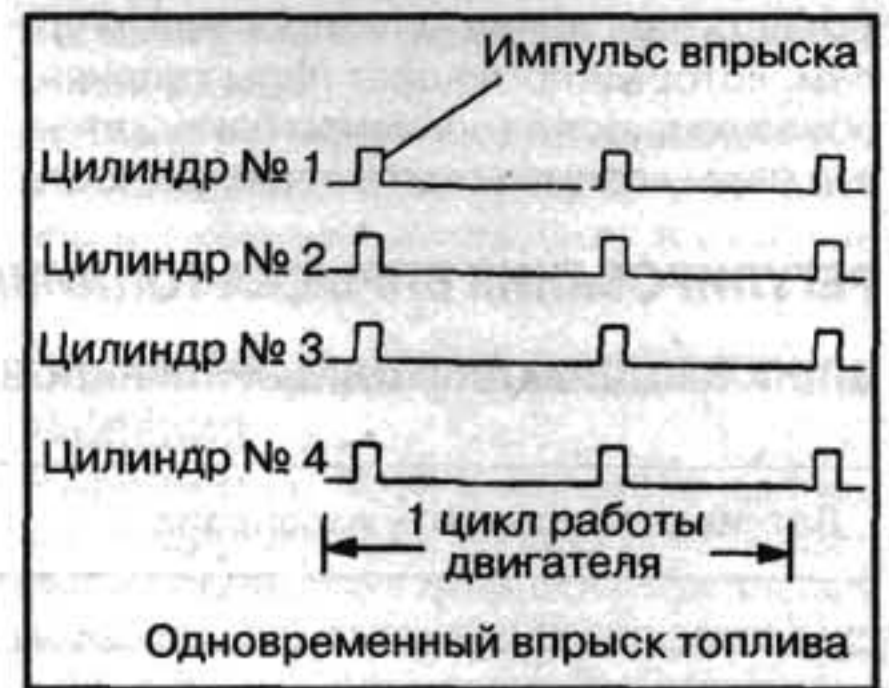 Импульс впрыска
Цилиндр № 1
Цилиндр № 2
Цилиндр № 3
Цилиндр № 4
1 цикл работы
двигателя
Одновременный впрыск топлива